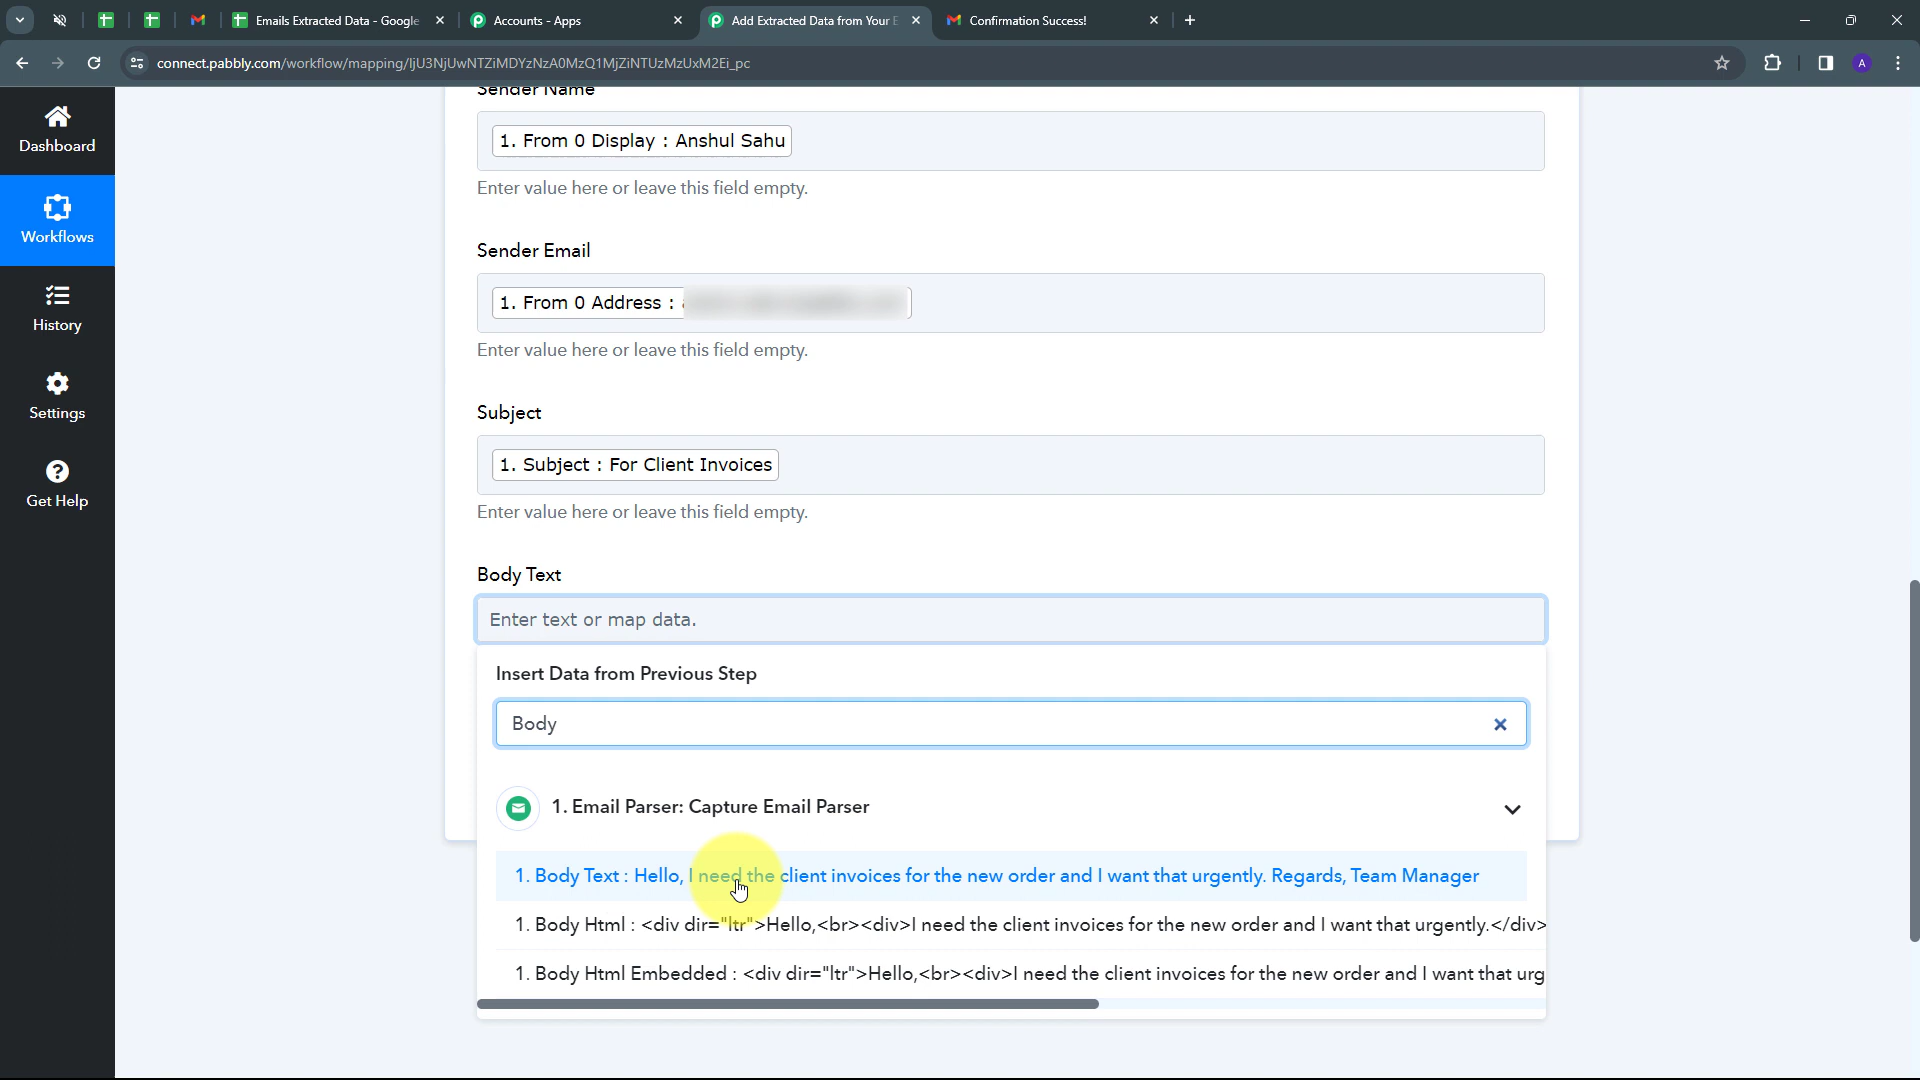 Emails Extracted Data - Google
Accounts - Apps
Add Extracted Data from Your E
Confirmation Success!
connect.pabbly.com/workflow/mapping/IjU3NjUwNTZiMDYzNzA0MzQ1MjZiNTUzMzUxM2Ei_pc
A
Dashboard
Workflows
History
Settings
Get Help
Sender Name
1. From 0 Display : Anshul Sahu
Enter value here or leave this field empty.
Sender Email
1. From 0 Address :
Enter value here or leave this field empty.
Subject
1. Subject : For Client Invoices
Enter value here or leave this field empty.
Body Text
Enter text or map data.
Insert Data from Previous Step
Body
1. Email Parser: Capture Email Parser
1. Body Text : Hello, I need the client invoices for the new order and I want that urgently. Regards, Team Manager
1. Body Html : <div dir="ltr">Hello,<br><div>I need the client invoices for the new order and I want that urgently.</div>
1. Body Html Embedded : <div dir="ltr">Hello,<br><div>I need the client invoices for the new order and I want that urg